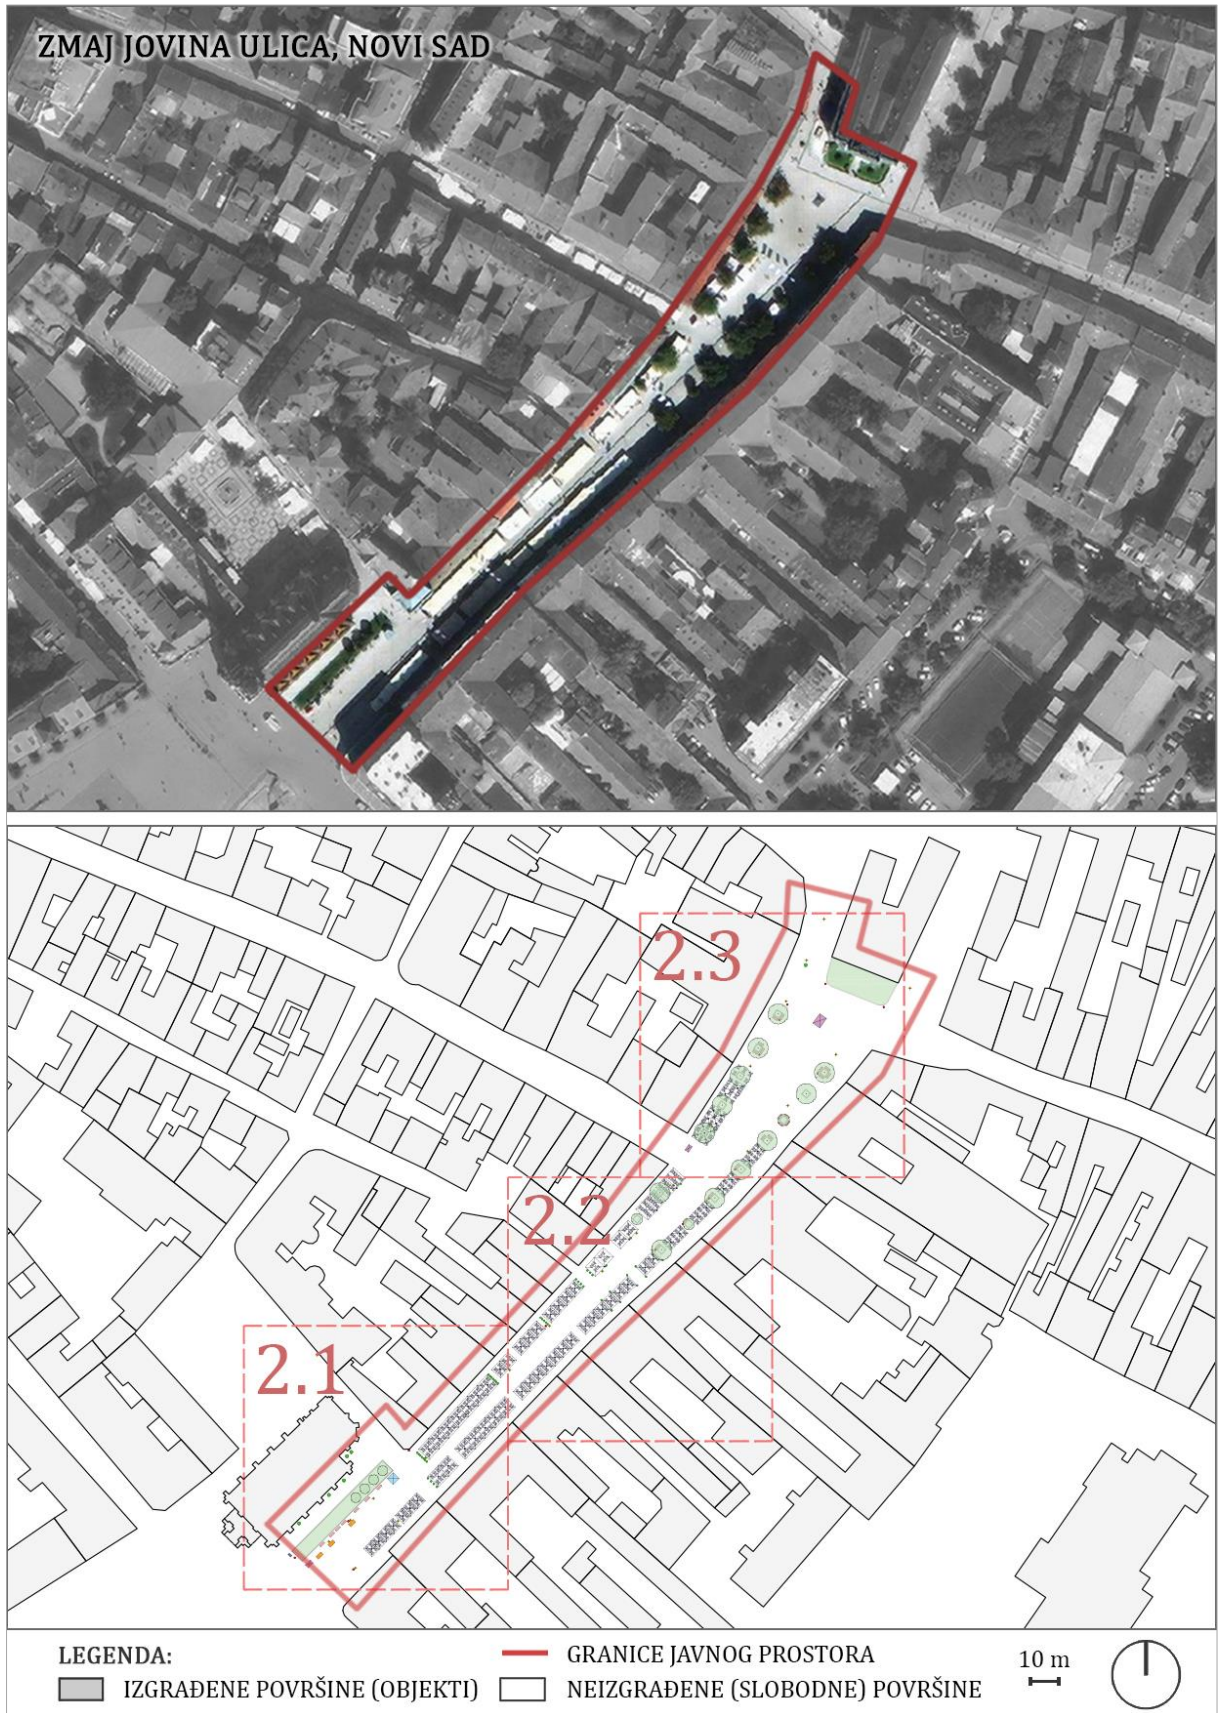 ZMAJ JOVINA ULICA, NOVI SAD
2.3
2.2
2.1
LEGENDA:
GRANICE JAVNOG PROSTORA
10 m
IZGRAĐENE POVRŠINE (OBJEKTI)
NEIZGRAĐENE (SLOBODNE) POVRŠINE